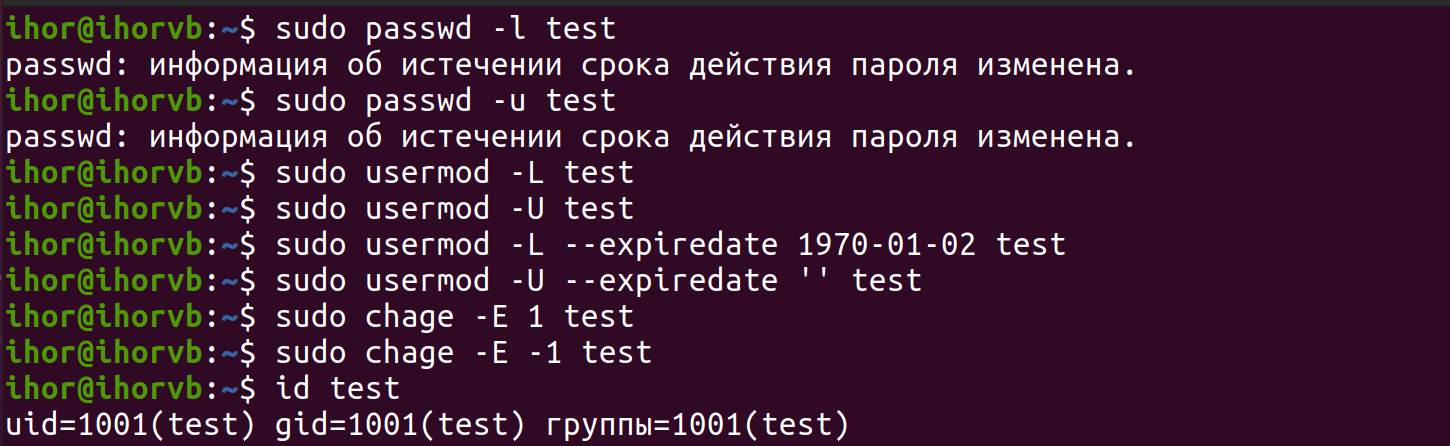 ihor@ihorvb:~$ sudo passwd -l test
passwd: информация об истечении срока действия пароля изменена.
ihor@ihorvb:~$ sudo passwd -u test
passwd: информация об истечении срока действия пароля изменена.
ihor@ihorvb:~$ sudo usermod -L test
ihor@ihorvb:~$ sudo usermod -U test
ihor@ihorvb:~$ sudo usermod -L --expiredate 1970-01-02 test
ihor@ihorvb:~$ sudo usermod -U --expiredate '' test
ihor@ihorvb:~$ sudo chage -E 1 test
ihor@ihorvb:~$ sudo chage -E -1 test
ihor@ihorvb:~$ id test
uid=1001(test) gid=1001(test) группы=1001(test)